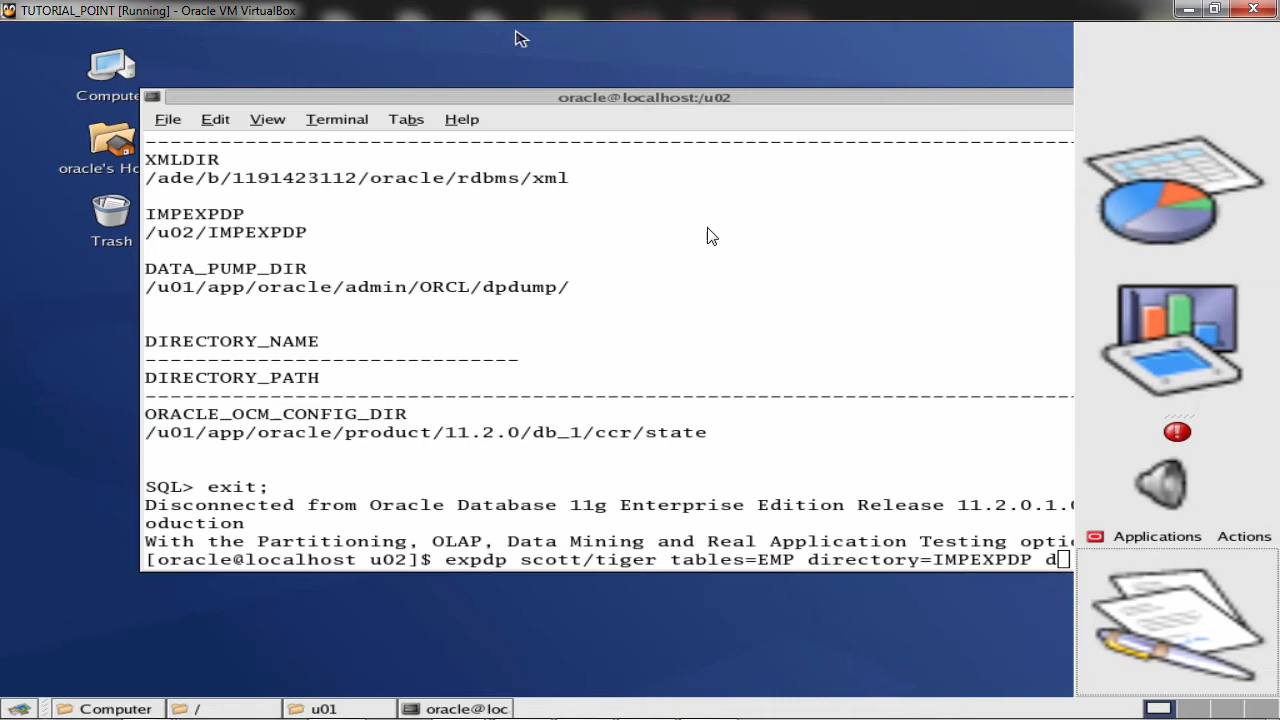 TUTORIAL_POINT [Running] - Oracle VM VirtualBox
Compute
oracle's Ho
Trash
oracle@localhost:/u02
File Edit View Terminal Tabs Help
--------------------------------------------------------------------------
XMLDIR
/ade/b/1191423112/oracle/rdbms/xml
IMPEXPDP
/u02/IMPEXPDP
DATA_PUMP_DIR
/u01/app/oracle/admin/ORCL/dpdump/
DIRECTORY_NAME
------------------------------
DIRECTORY_PATH
--------------------------------------------------------------------------
ORACLE_OCM_CONFIG_DIR
/u01/app/oracle/product/11.2.0/db_1/ccr/state
SQL> exit;
Disconnected from Oracle Database 11g Enterprise Edition Release 11.2.0.1.0
oduction
With the Partitioning, OLAP, Data Mining and Real Application Testing optio
[oracle@localhost u02]$ expdp scott/tiger tables=EMP directory=IMPEXPDP d
Applications Actions
Computer
/
u01
oracle@loc